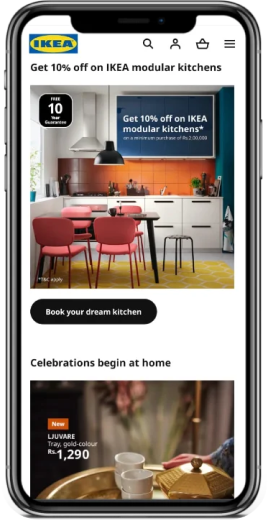 IKEA
Get 10% off on IKEA modular kitchens
FREE
10
Year
Guarantee
Get 10% off on IKEA
modular kitchens*
on a minimum purchase of Rs.2,00,000
*T&C apply
Book your dream kitchen
Celebrations begin at home
New
LJUVARE
Tray, gold-colour
Rs.1,290